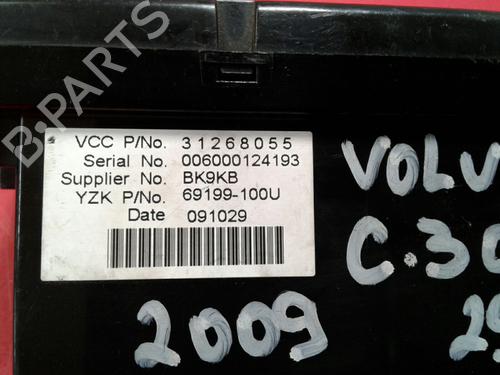 B-PARTS
VCC P/No. 31268055
Serial No. 006000124193
Supplier No. BK9KB
YZK P/No. 69199-100U
Date 091029
VOLV
C.30
2009